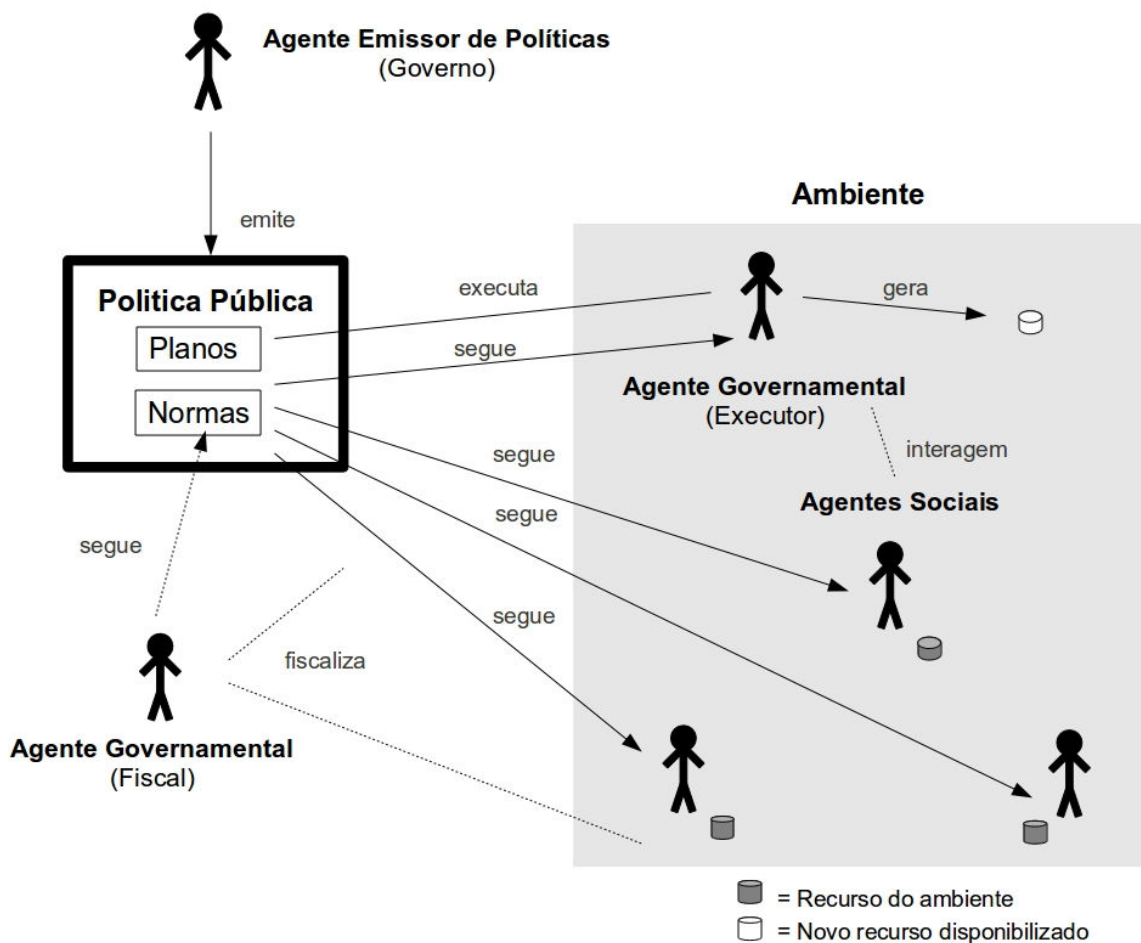 Agente Emissor de Políticas
(Governo)
emite
Ambiente
Politica Pública
Planos
Normas
executa
segue
gera
Agente Governamental
(Executor)
interagem
Agentes Sociais
segue
segue
segue
segue
fiscaliza
Agente Governamental
(Fiscal)
= Recurso do ambiente
= Novo recurso disponibilizado